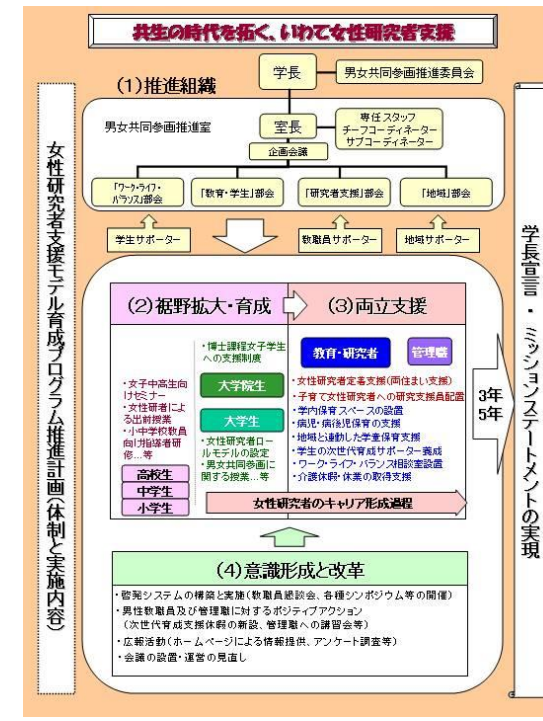 共生の時代を拓く、いわて女性研究者支援
女性研究者支援モデル育成プログラム推進計画(体制と実施内容)
(1)推進組織
学長
男女共同参画推進委員会
男女共同参画推進室
室長
専任スタッフ
チーフコーディネーター
サブコーディネーター
企画会議
「ワーク・ライフ・
バランス」部会
「教育・学生」部会
「研究者支援」部会
「地域」部会
学生サポーター
教職員サポーター
地域サポーター
(2)裾野拡大・育成
(3)両立支援
・女子中高生向
けセミナー
・女性研者によ
る出前授業
・小中学校教員
向け指導者研
修…等
高校生
中学生
小学生
・博士課程女子学生
への支援制度
大学院生
大学生
・女性研究者ロー
ルモデルの設定
・男女共同参画に
関する授業…等
教育・研究者
管理職
・女性研究者定着支援(両住まい支援)
・子育て女性研究者への研究支援員配置
・学内保育スペースの設置
・病児・病後児保育の支援
・地域と連動した学童保育支援
・学生の次世代育成サポーター養成
・ワーク・ライフ・バランス相談室設置
・介護休暇・休業の取得支援
女性研究者のキャリア形成過程
3年
5年
(4)意識形成と改革
・啓発システムの構築と実施(教職員懇談会、各種シンポジウム等の開催)
・男性教職員及び管理職に対するポジティブアクション
(次世代育成支援休暇の新設、管理職への講習会等)
・広報活動(ホームページによる情報提供、アンケート調査等)
・会議の設置・運営の見直し
学長宣言・ミッションステートメントの実現